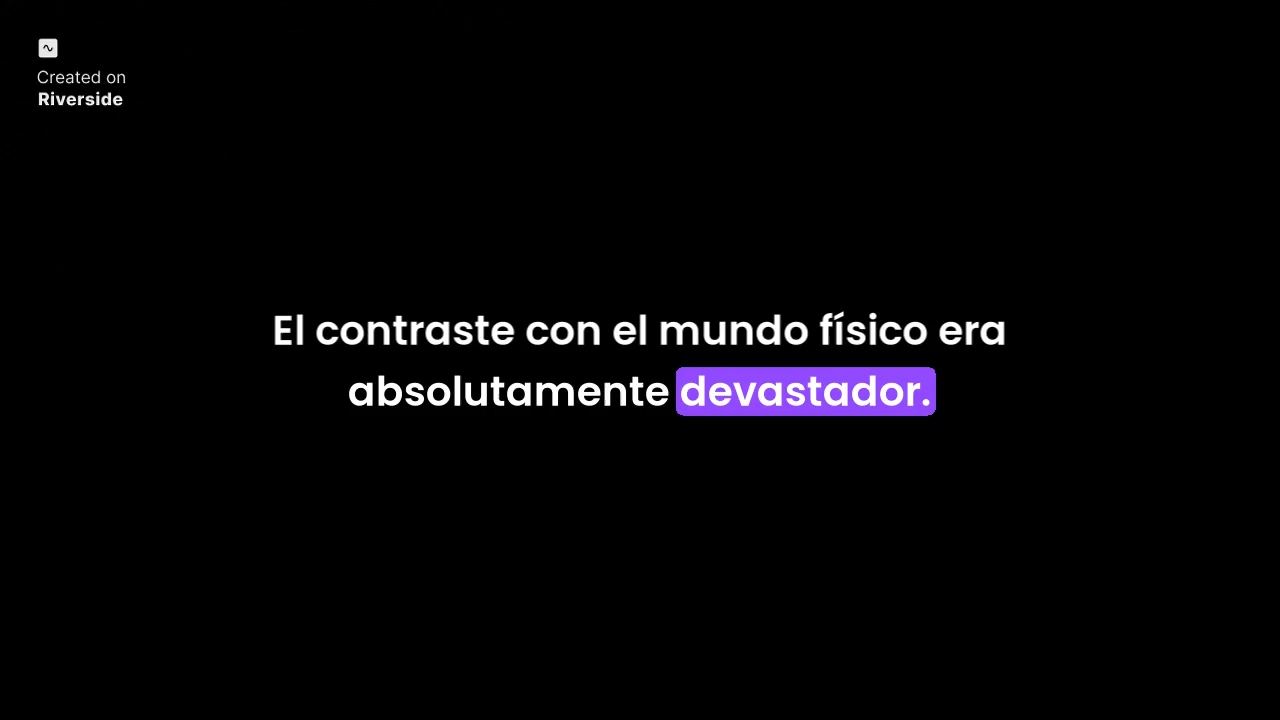 Created on
Riverside
El contraste con el mundo físico era
absolutamente devastador.